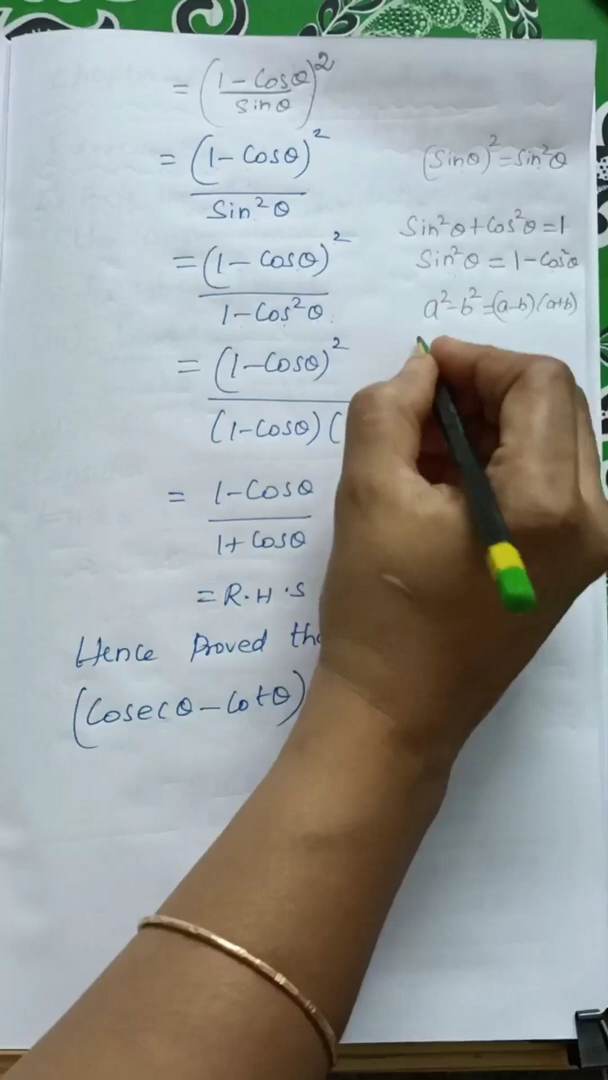 = (1-Cosθ / sinθ)²
= (1-Cosθ)² / Sin²θ
(Sinθ)² = Sin²θ
Sin²θ + Cos²θ = 1
= (1-Cosθ)² / 1-Cos²θ
Sin²θ = 1-Cos²θ
a²-b² = (a-b)(a+b)
= (1-Cosθ)² / (1-Cosθ)(
= 1-Cosθ / 1+Cosθ
= R.H.S
Hence Proved
(Cosecθ-Cotθ)